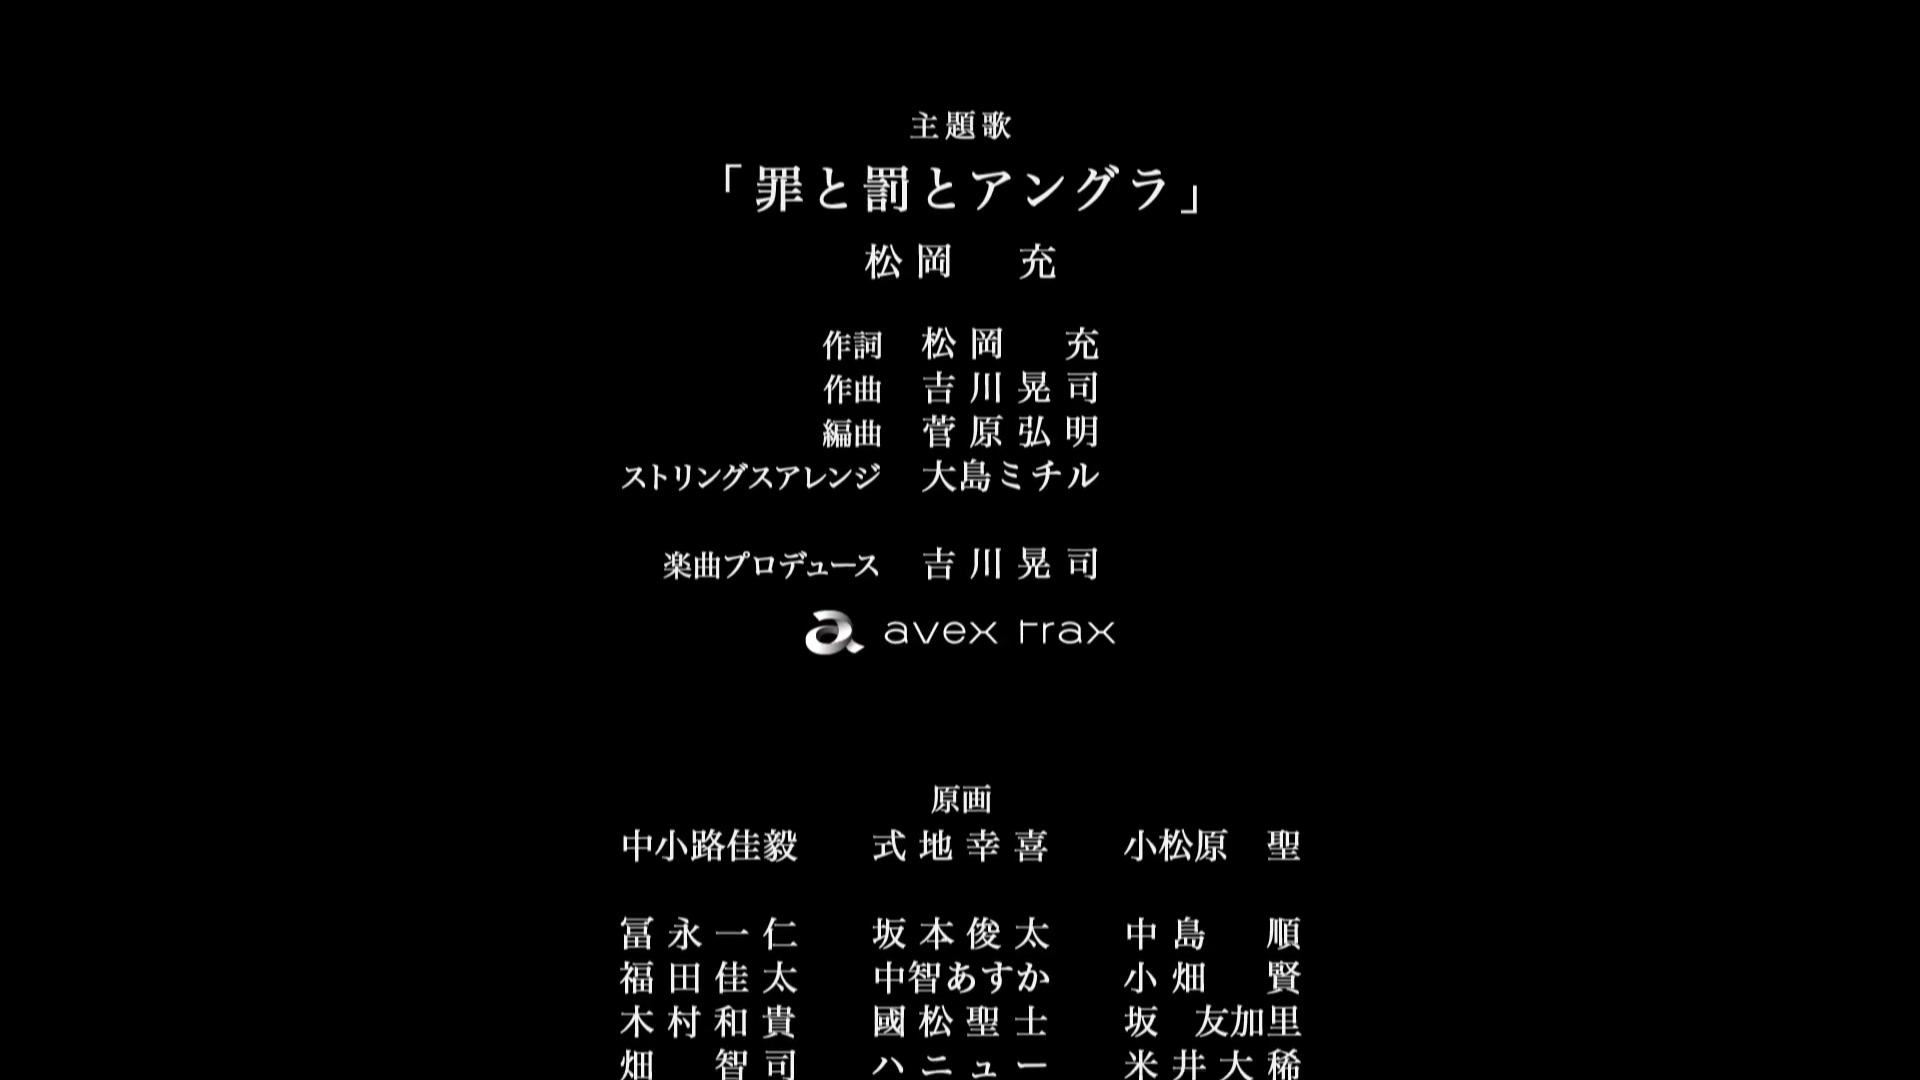 主題歌
「罪と罰とアングラ」
松岡 充
作詞 松岡 充
作曲 吉川晃司
編曲 菅原弘明
ストリングスアレンジ 大島ミチル
楽曲プロデュース 吉川晃司
avex trax
原画
中小路佳毅 式地幸喜 小松原 聖
冨永一仁 坂本俊太 中島 順
福田佳太 中智あすか 小畑 賢
木村和貴 國松聖士 坂 友加里
畑 智司 ハニュー 米井大稀